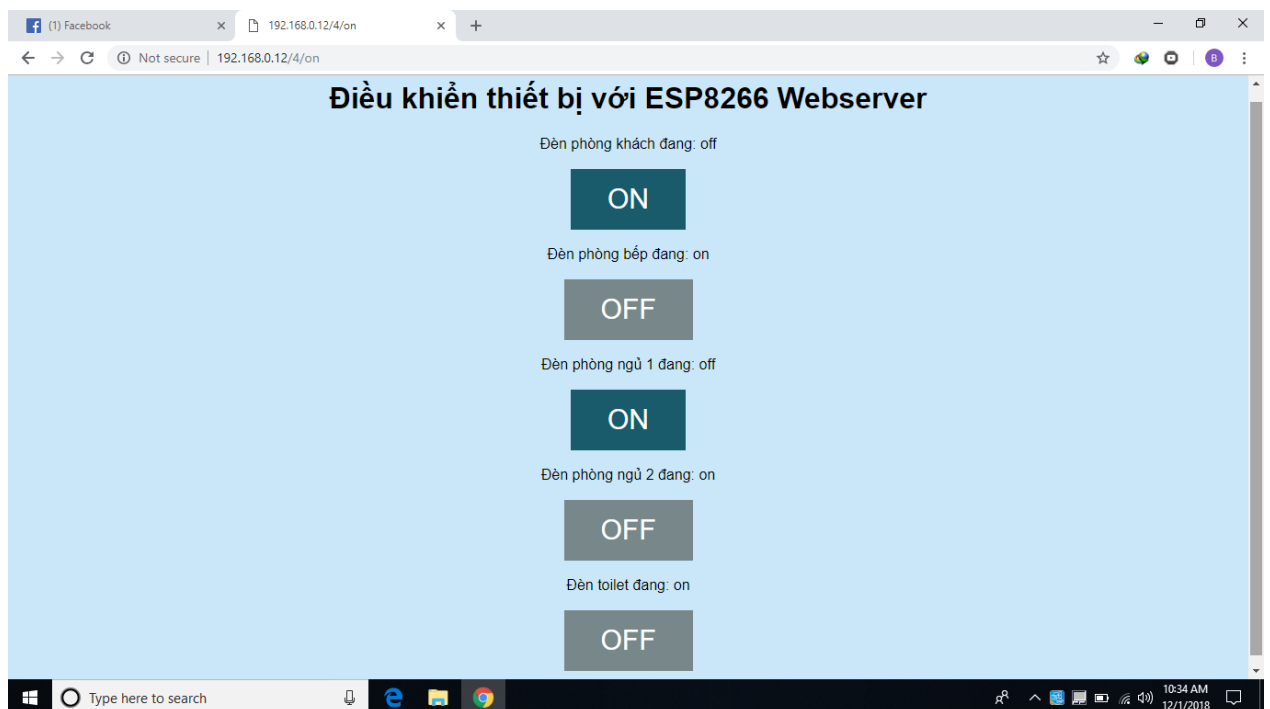 (1) Facebook
192.168.0.12/4/on
Not secure | 192.168.0.12/4/on
B
Điều khiển thiết bị với ESP8266 Webserver
Đèn phòng khách đang: off
ON
Đèn phòng bếp đang: on
OFF
Đèn phòng ngủ 1 đang: off
ON
Đèn phòng ngủ 2 đang: on
OFF
Đèn toilet đang: on
OFF
Type here to search
10:34 AM
12/1/2018